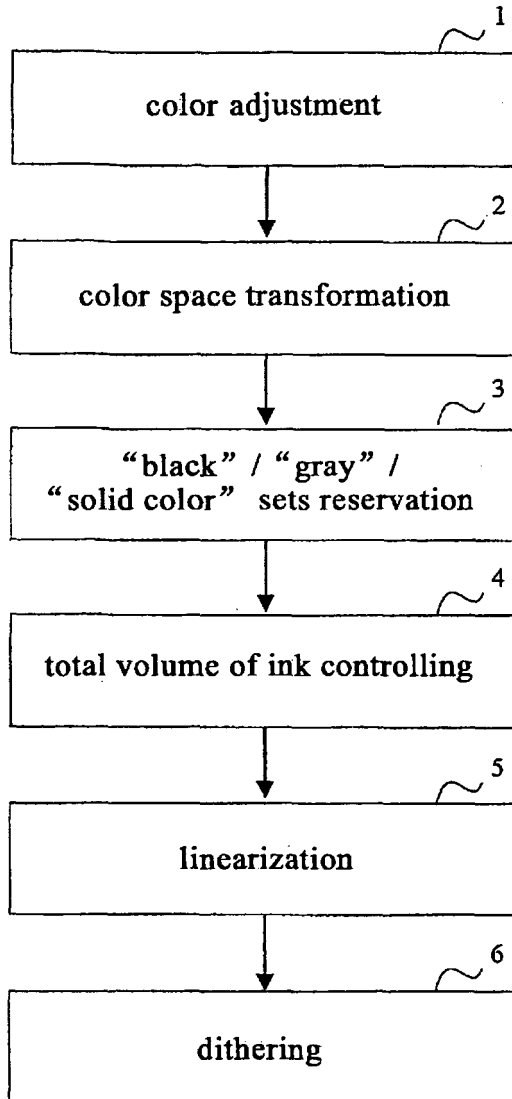 1
color adjustment
2
color space transformation
3
“black” / “gray” /
“solid color” sets reservation
4
total volume of ink controlling
5
linearization
6
dithering